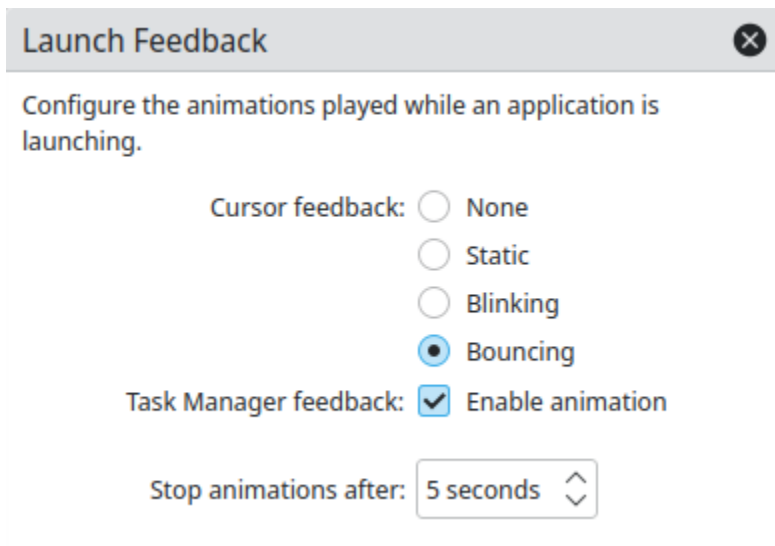 Launch Feedback
Configure the animations played while an application is
launching.
Cursor feedback: None
Static
Blinking
Bouncing
Task Manager feedback: Enable animation
Stop animations after: 5 seconds